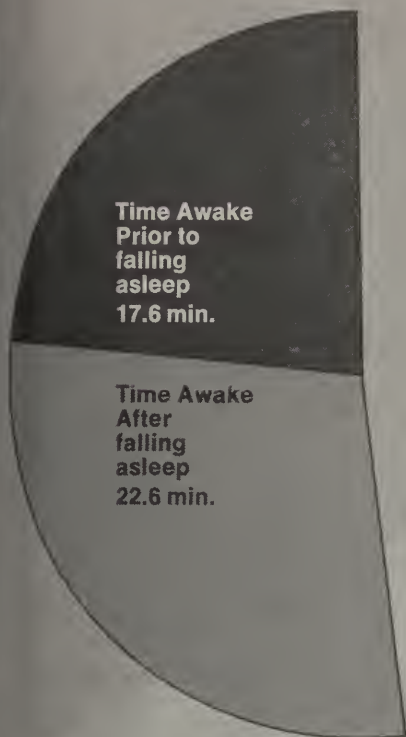 Time Awake
Prior to
falling
asleep
17.6 min.
Time Awake
After
falling
asleep
22.6 min.